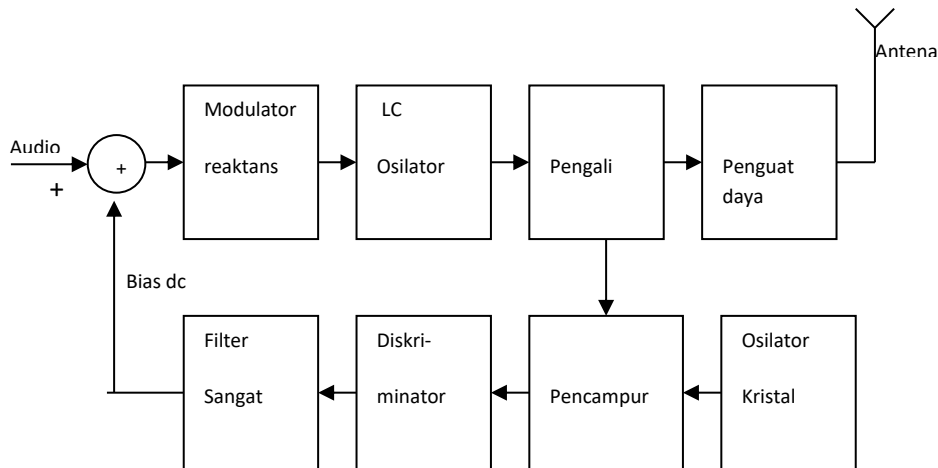 Antena
Modulator
reaktans
LC
Osilator
Pengali
Penguat
daya
Audio
+
+
Bias dc
Filter
Sangat
Diskri-
minator
Pencampur
Osilator
Kristal